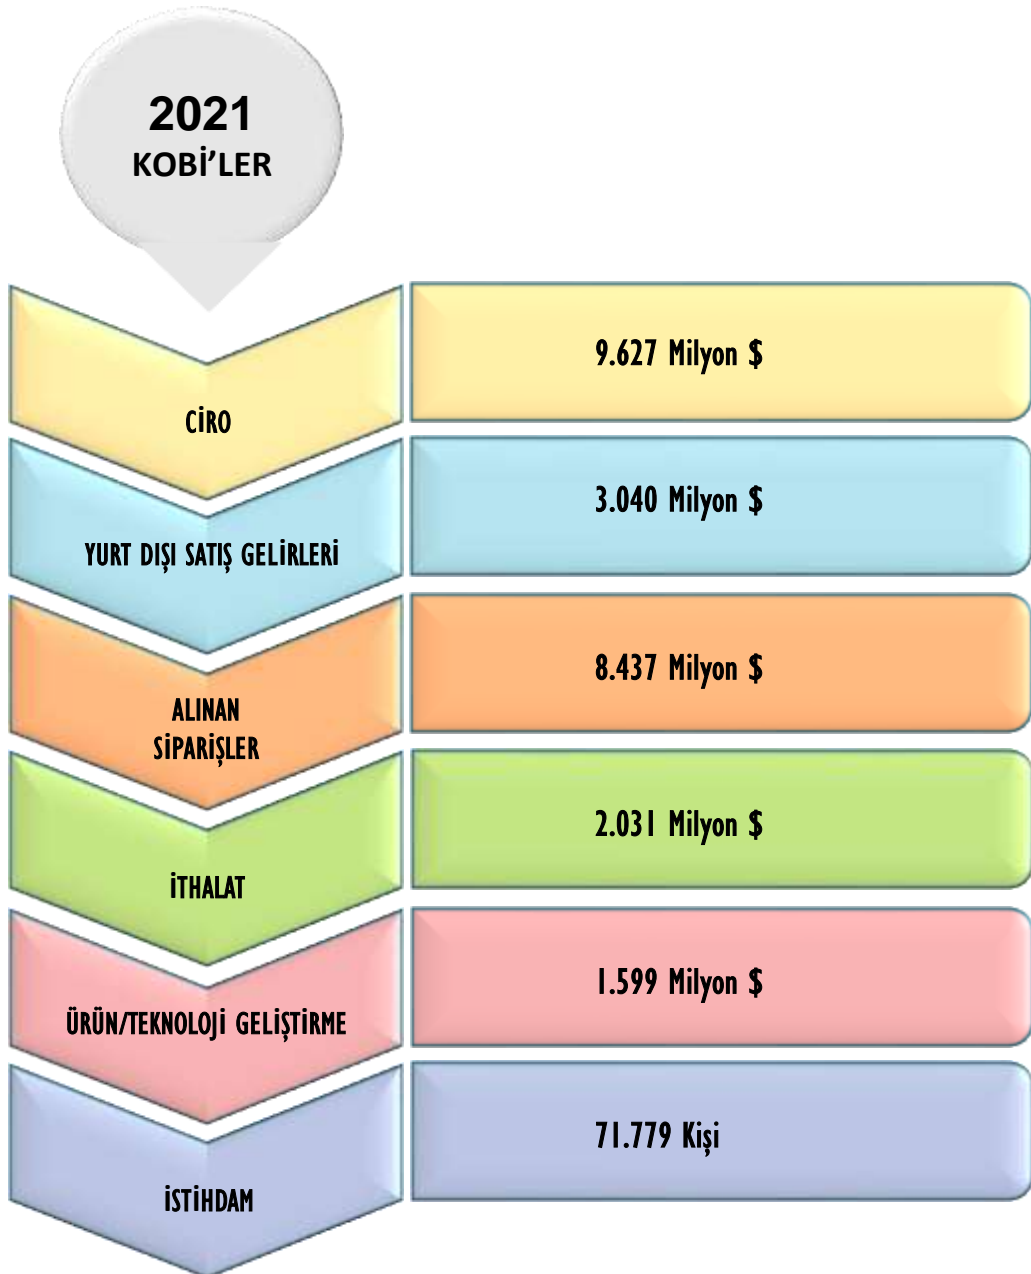 2021
KOBİ’LER
CİRO
9.627 Milyon $
YURT DIŞI SATIŞ GELİRLERİ
3.040 Milyon $
ALINAN
SİPARİŞLER
8.437 Milyon $
İTHALAT
2.031 Milyon $
ÜRÜN/TEKNOLOJİ GELİŞTİRME
1.599 Milyon $
İSTİHDAM
71.779 Kişi